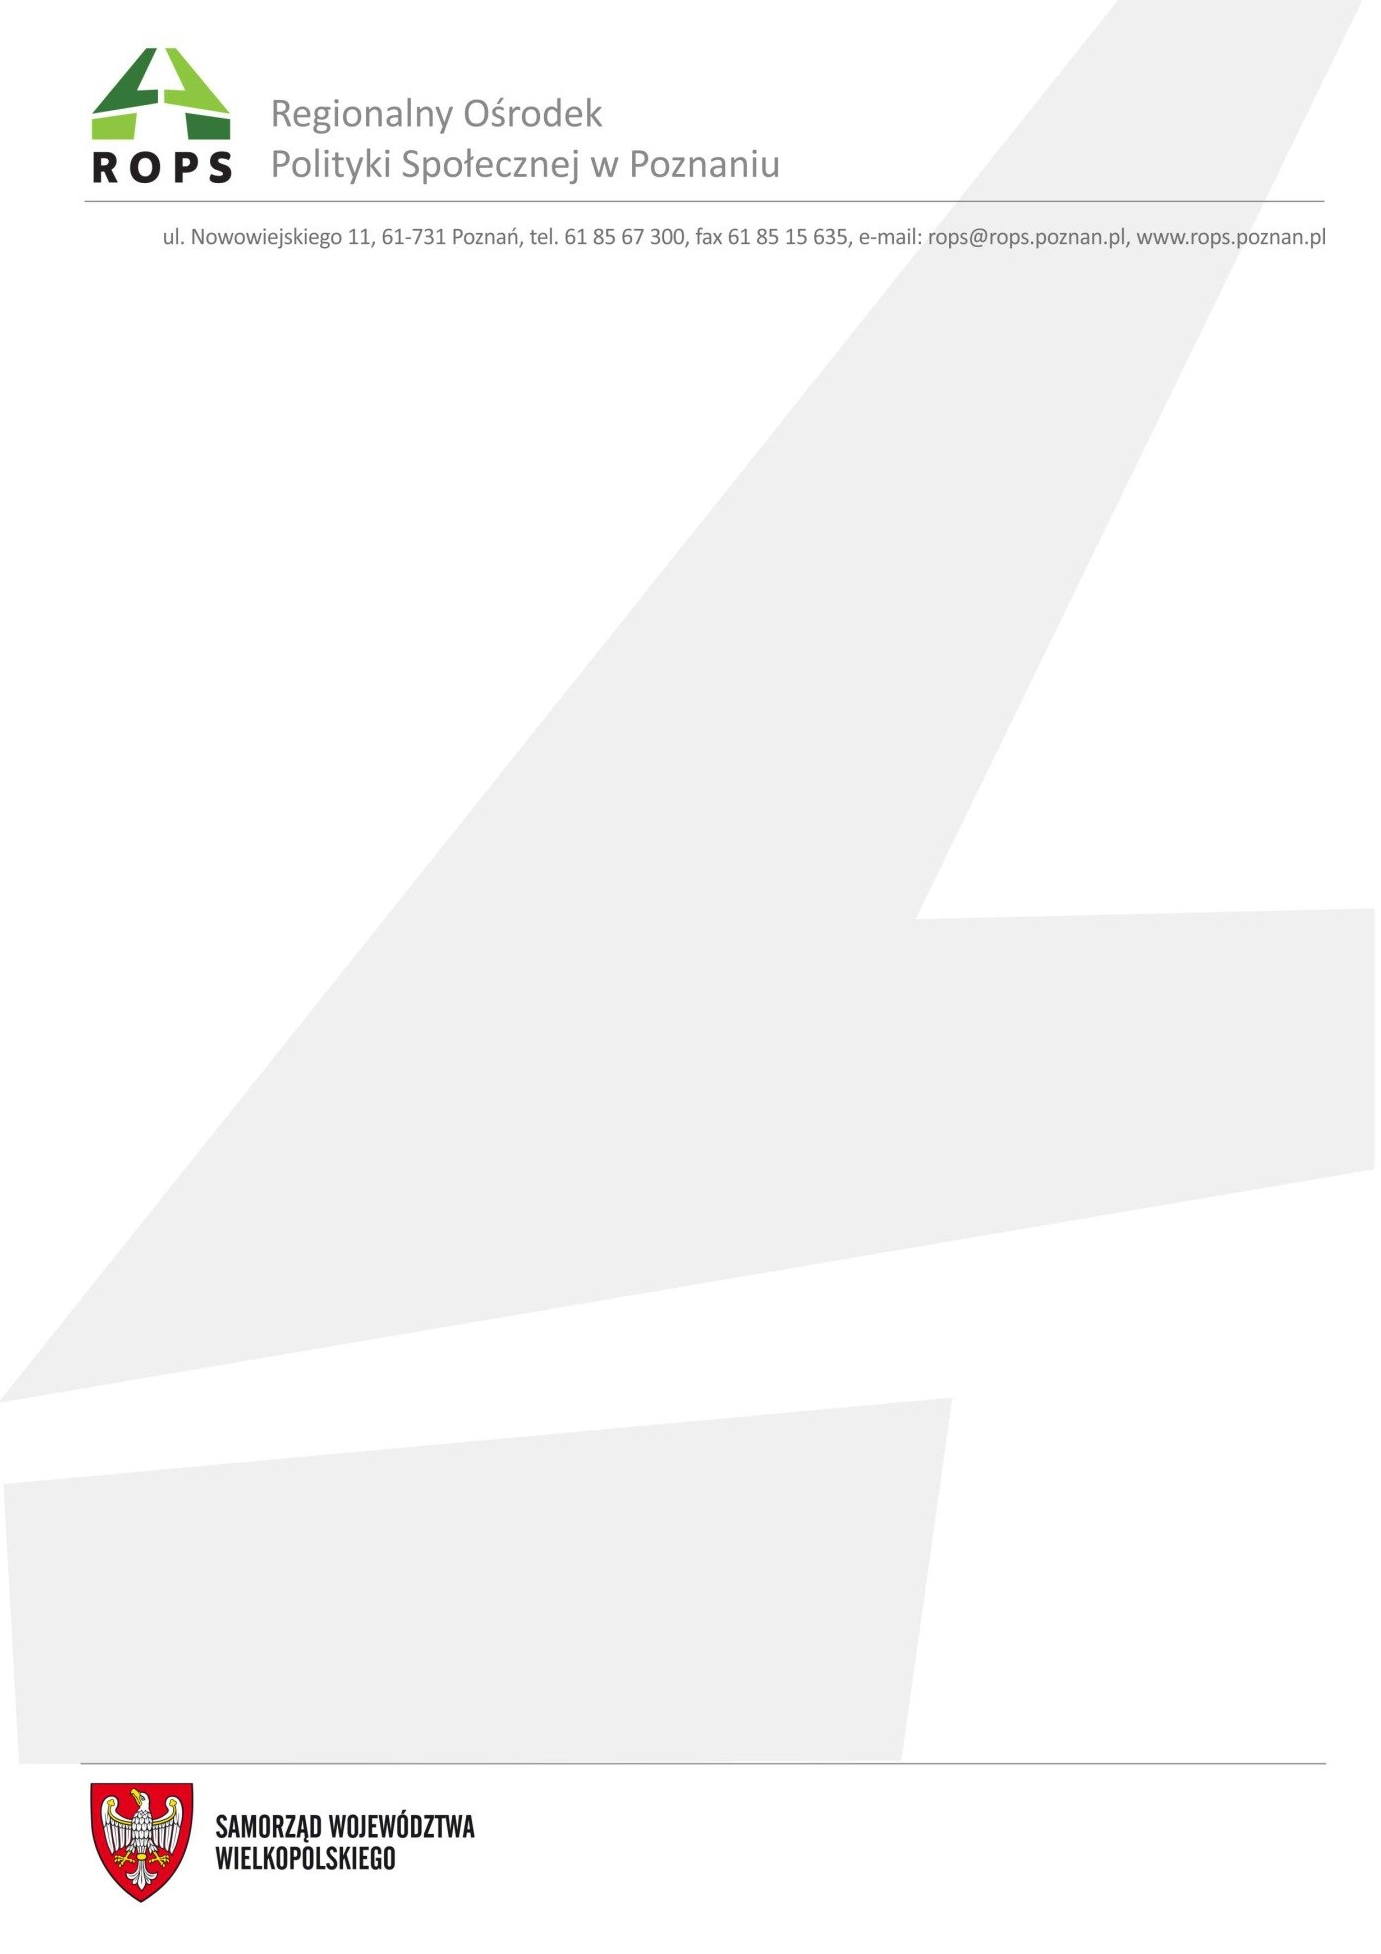 ROPS
Regionalny Ośrodek
Polityki Społecznej w Poznaniu
ul. Nowowiejskiego 11, 61-731 Poznań, tel. 61 85 67 300, fax 61 85 15 635, e-mail: rops@rops.poznan.pl, www.rops.poznan.pl
SAMORZĄD WOJEWÓDZTWA
WIELKOPOLSKIEGO